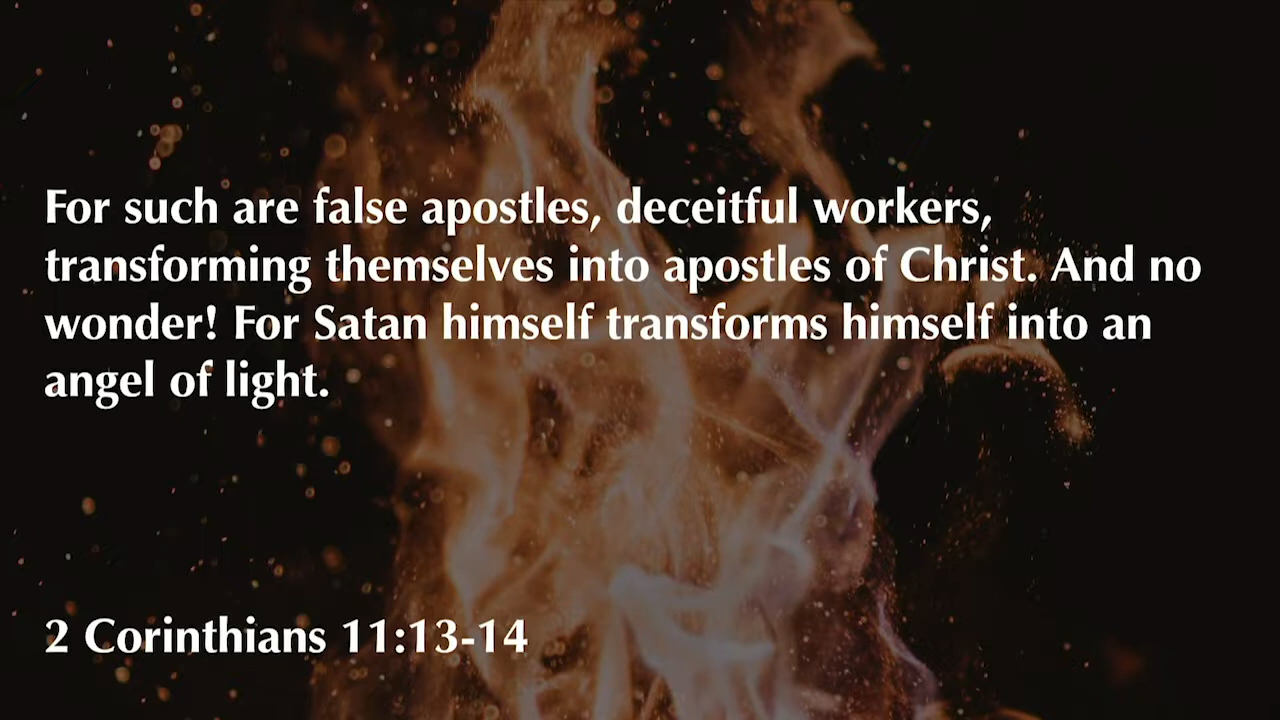 For such are false apostles, deceitful workers,
transforming themselves into apostles of Christ. And no
wonder! For Satan himself transforms himself into an
angel of light.
2 Corinthians 11:13-14